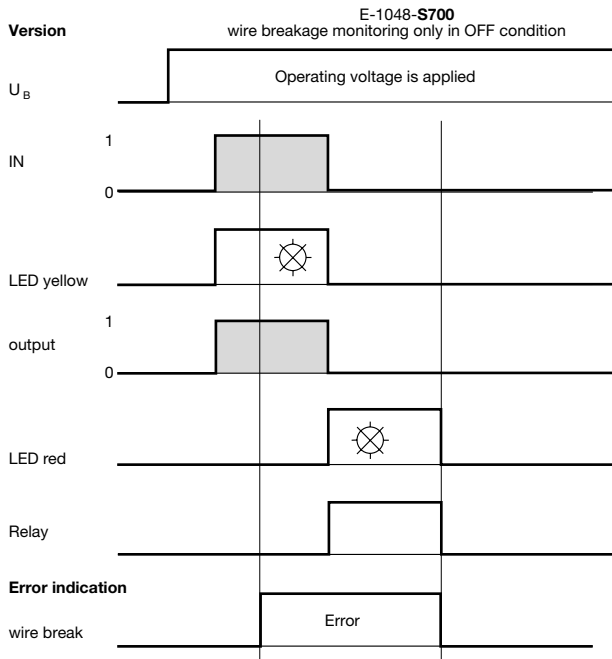 E-1048-S700
Version wire breakage monitoring only in OFF condition
Operating voltage is applied
U B
1
IN
0
LED yellow
1
output
0
LED red
Relay
Error indication
Error
wire break